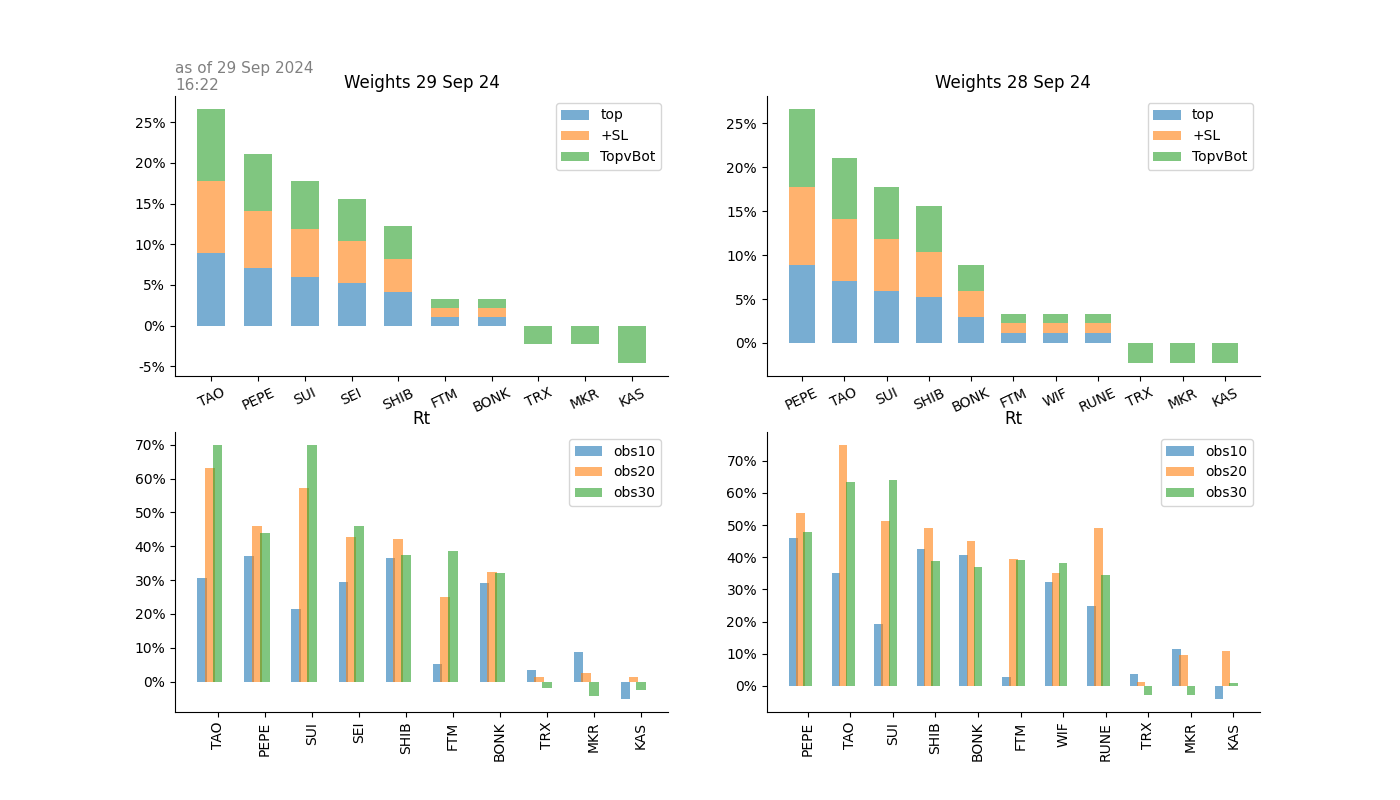 as of 29 Sep 2024
16:22
Weights 29 Sep 24
top
+SL
TopvBot
25%
20%
15%
10%
5%
0%
-5%
TAO PEPE SUI SEI SHIB FTM BONK TRX MKR KAS
Weights 28 Sep 24
top
+SL
TopvBot
25%
20%
15%
10%
5%
0%
PEPE TAO SUI SHIB BONK FTM WIF RUNE TRX MKR KAS
Rt
obs10
obs20
obs30
70%
60%
50%
40%
30%
20%
10%
0%
TAO PEPE SUI SEI SHIB FTM BONK TRX MKR KAS
Rt
obs10
obs20
obs30
70%
60%
50%
40%
30%
20%
10%
0%
PEPE TAO SUI SHIB BONK FTM WIF RUNE TRX MKR KAS